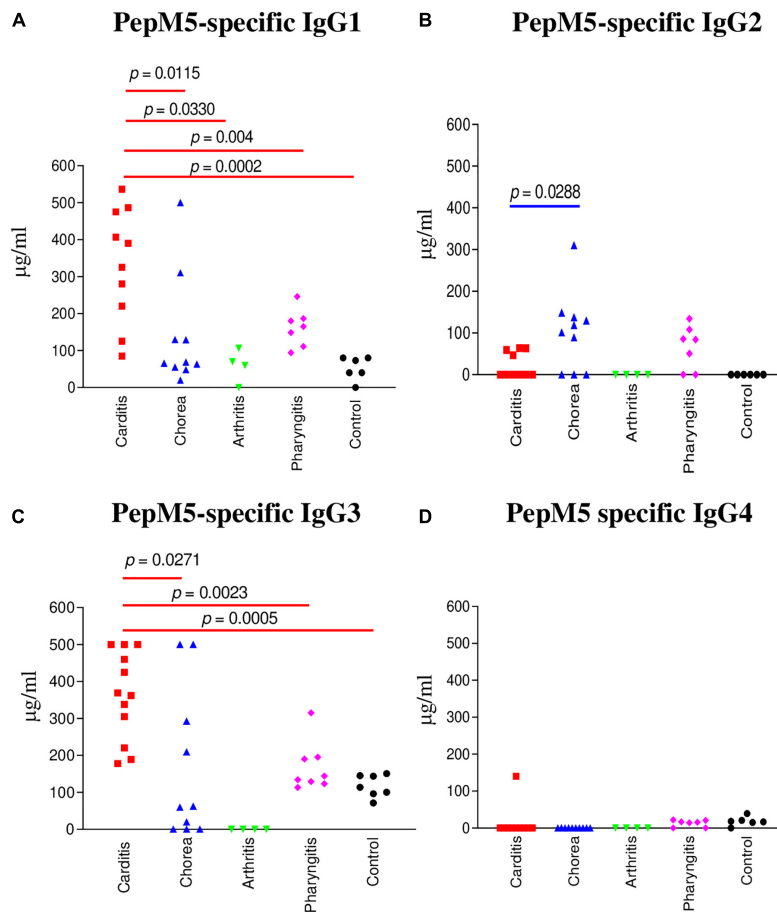 A
PepM5-specific IgG1
p = 0.0115
p = 0.0330
p = 0.004
p = 0.0002
600
500
400
300
200
100
0
µg/ml
Carditis
Chorea
Arthritis
Pharyngitis
Control
B
PepM5-specific IgG2
p = 0.0288
600
500
400
300
200
100
0
µg/ml
Carditis
Chorea
Arthritis
Pharyngitis
Control
C
PepM5-specific IgG3
p = 0.0271
p = 0.0023
p = 0.0005
600
500
400
300
200
100
0
µg/ml
Carditis
Chorea
Arthritis
Pharyngitis
Control
D
PepM5 specific IgG4
600
500
400
300
200
100
0
µg/ml
Carditis
Chorea
Arthritis
Pharyngitis
Control